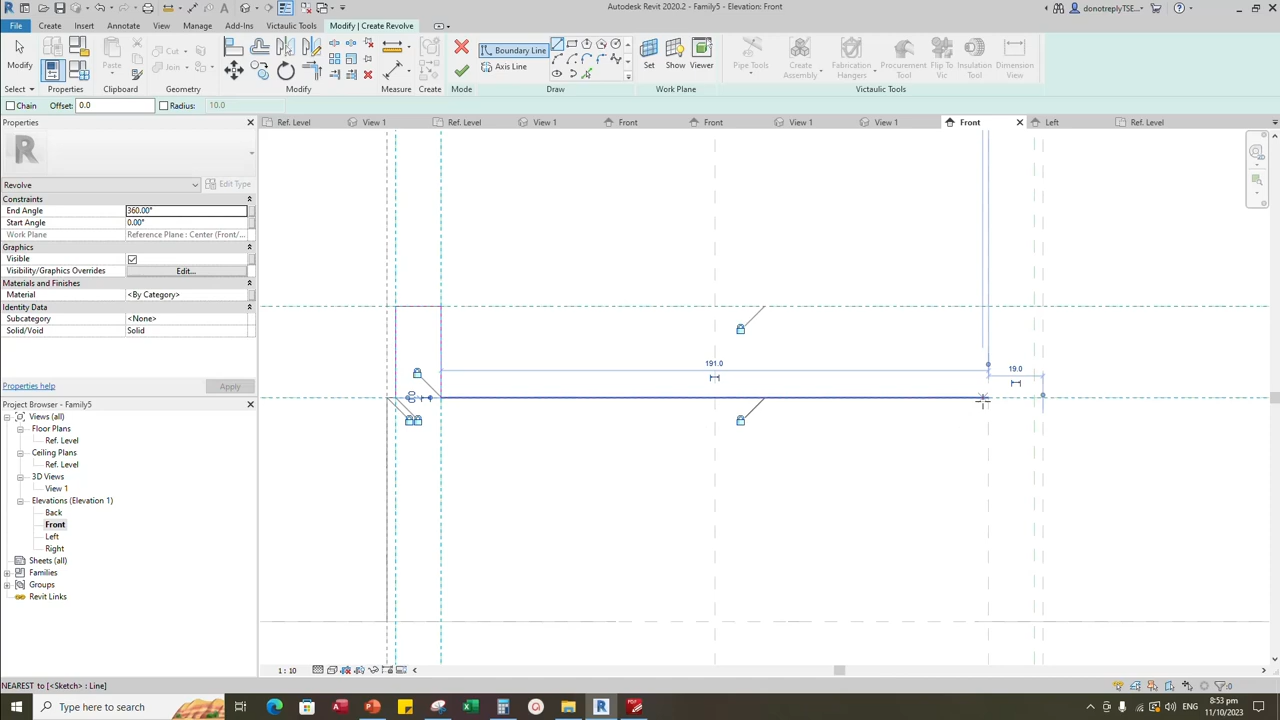 Autodesk Revit 2020.2 - Family5 - Elevation: Front
donotreplyTSE...
File Create Insert Annotate View Manage Add-Ins Victaulic Tools Modify | Create Revolve
Modify
Paste
Cut
Join
Measure
Create
Boundary Line
Axis Line
Set Show Viewer
Pipe Tools
Create Assembly
Fabrication Hangers
Procurement Tool
Flip To Vic
Insulation Tool
Dimension View
Select Properties Clipboard Geometry Modify Measure Create Mode Draw Work Plane Victaulic Tools
Chain Offset: 0.0 Radius: 10.0
Properties
Ref. Level View 1 Ref. Level View 1 Front Front View 1 View 1 Front Left Ref. Level
Revolve Edit Type
Constraints
End Angle 360.00°
Start Angle 0.00°
Work Plane Reference Plane : Center (Front/...
Graphics
Visible
Visibility/Graphics Overrides Edit...
Materials and Finishes
Material <By Category>
Identity Data
Subcategory <None>
Solid/Void Solid
Properties help Apply
Project Browser - Family5
Views (all)
Floor Plans
Ref. Level
Ceiling Plans
Ref. Level
3D Views
View 1
Elevations (Elevation 1)
Back
Front
Left
Right
Sheets (all)
Families
Groups
Revit Links
191.0
19.0
1 : 10
NEAREST to [<Sketch> : Line]
:0
Type here to search
8:53 pm
11/10/2023